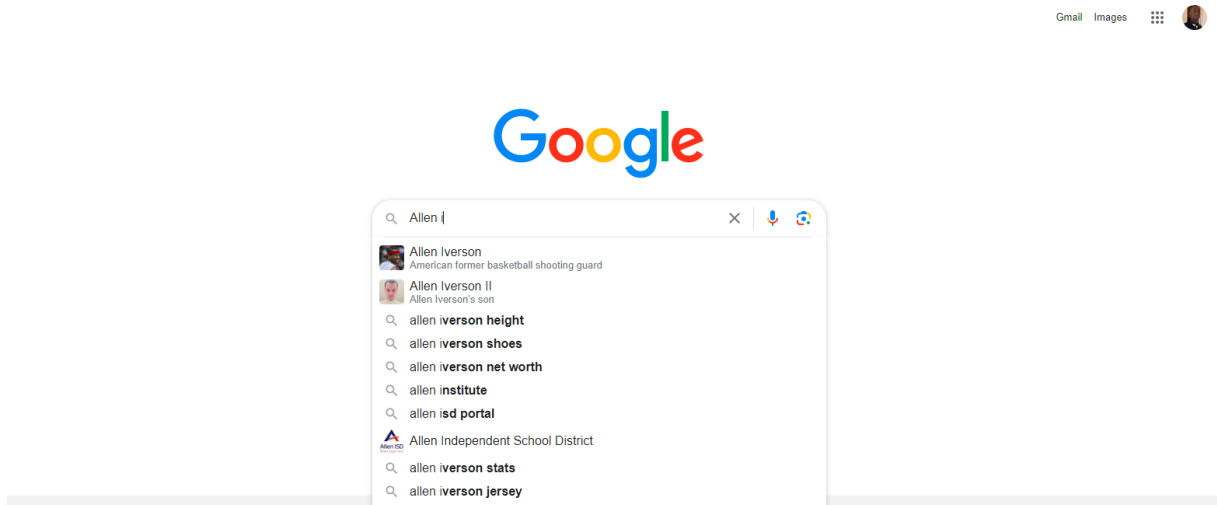 Gmail Images
Google
Allen i
Allen Iverson
American former basketball shooting guard
Allen Iverson II
Allen Iverson's son
allen iverson height
allen iverson shoes
allen iverson net worth
allen institute
allen isd portal
Allen ISD
Allen Independent School District
allen iverson stats
allen iverson jersey